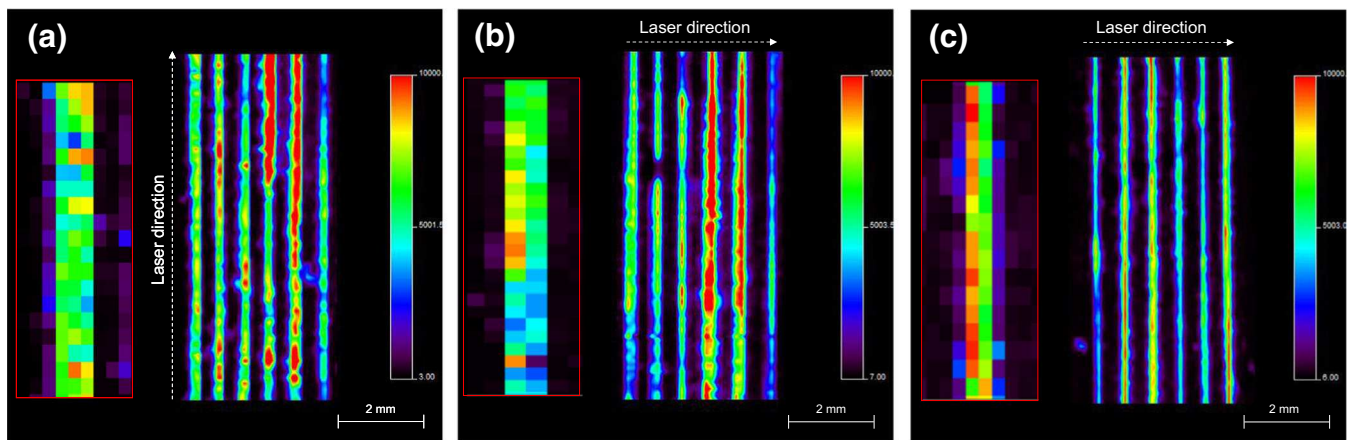 (a)
Laser direction
10000.
5001.5
3.00
2 mm
(b)
Laser direction
10000.
5003.5
7.00
2 mm
(c)
Laser direction
10000.
5003.0
6.00
2 mm